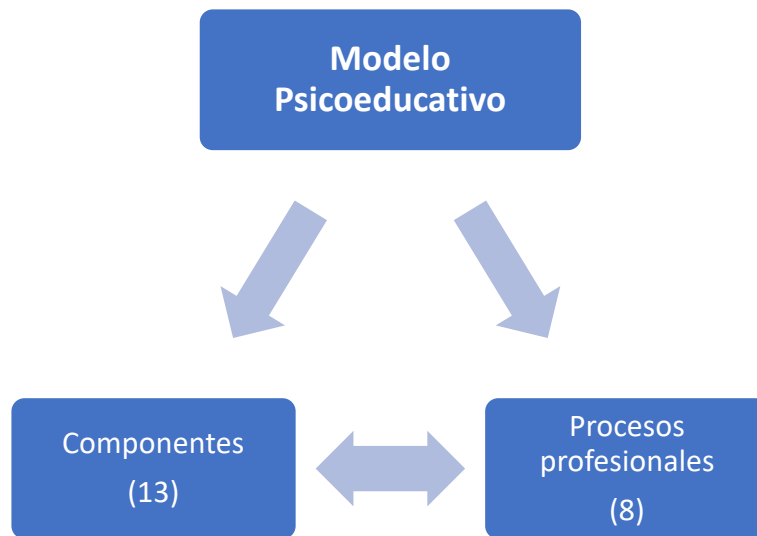 Modelo
Psicoeducativo
Componentes
(13)
Procesos
profesionales
(8)